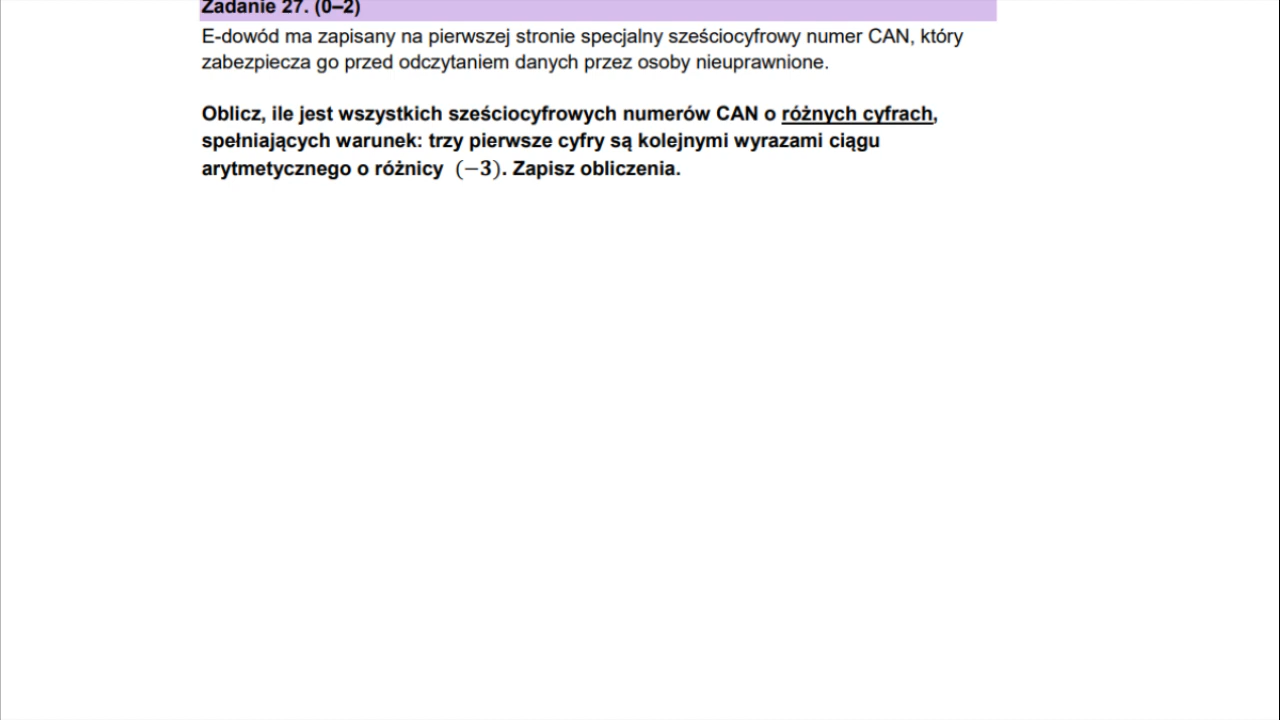 Zadanie 27. (0–2)
E-dowód ma zapisany na pierwszej stronie specjalny sześciocyfrowy numer CAN, który
zabezpiecza go przed odczytaniem danych przez osoby nieuprawnione.
Oblicz, ile jest wszystkich sześciocyfrowych numerów CAN o różnych cyfrach,
spełniających warunek: trzy pierwsze cyfry są kolejnymi wyrazami ciągu
arytmetycznego o różnicy (−3). Zapisz obliczenia.